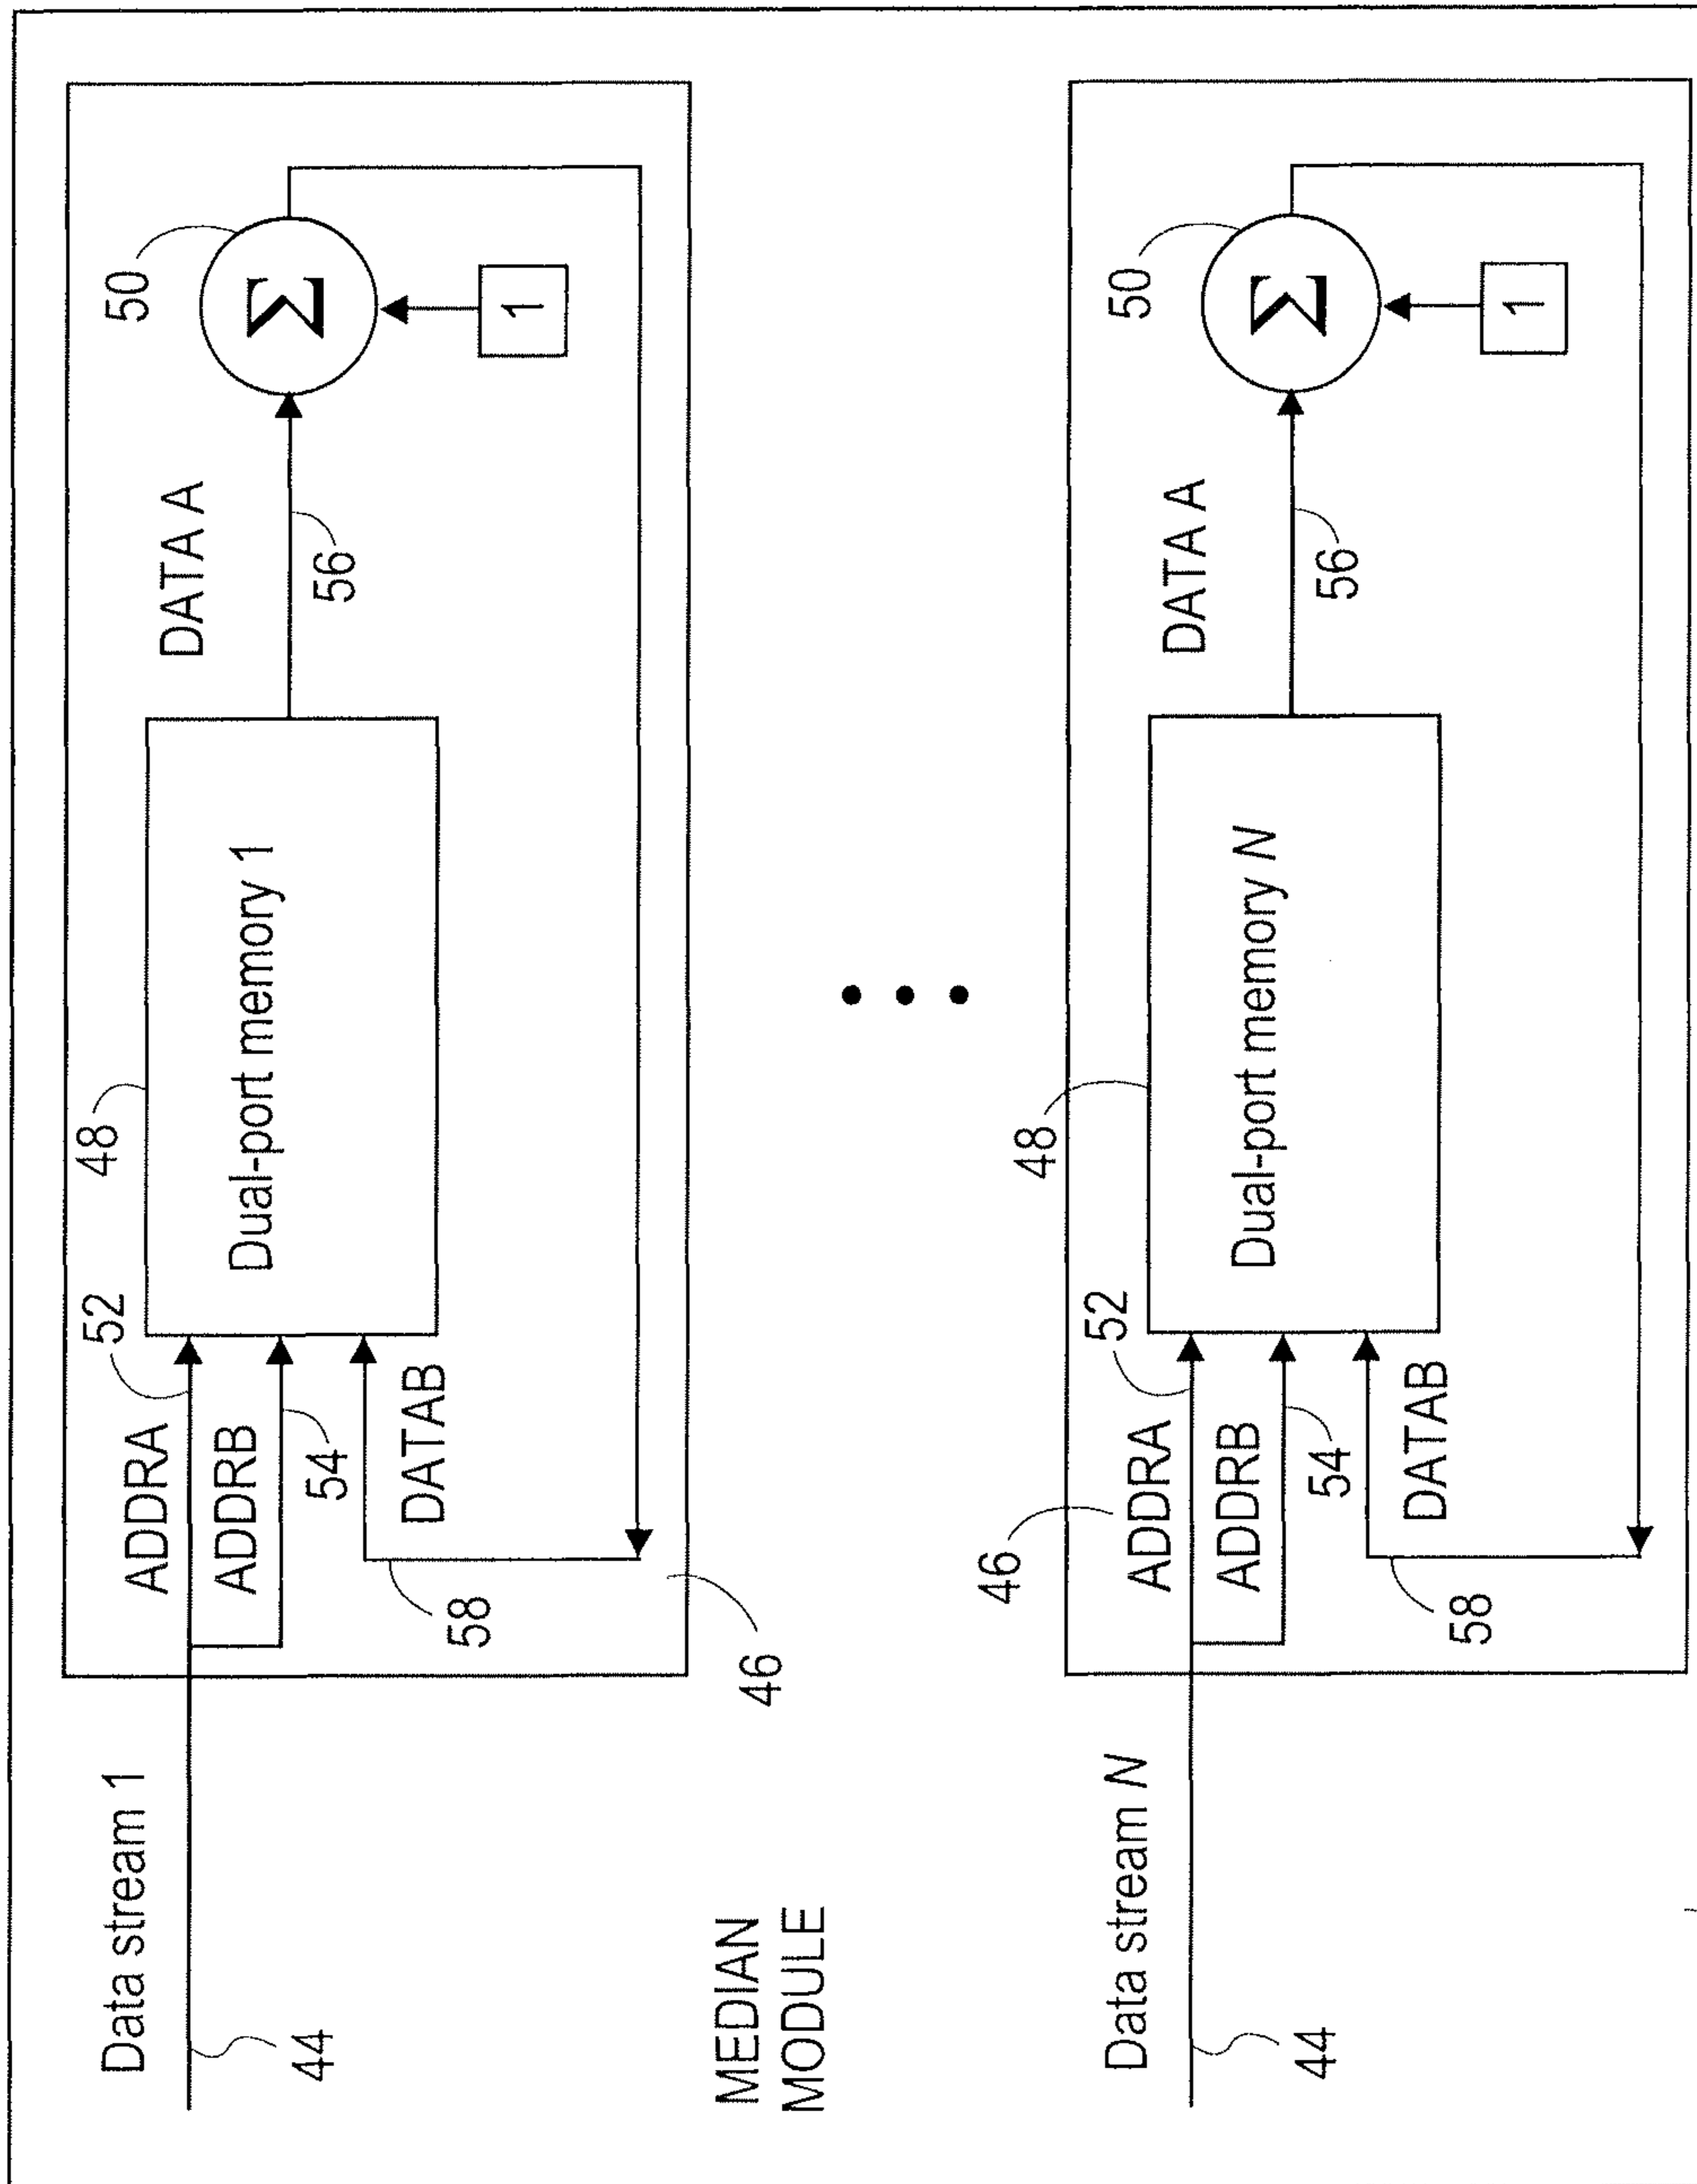 Data stream 1
44
ADDRA
52
ADDRB
54
DATAB
58
46
48
Dual-port memory 1
DATA A
56
50
Σ
1
MEDIAN
MODULE
Data stream N
44
46
ADDRA
52
ADDRB
54
DATAB
58
48
Dual-port memory N
DATA A
56
50
Σ
1